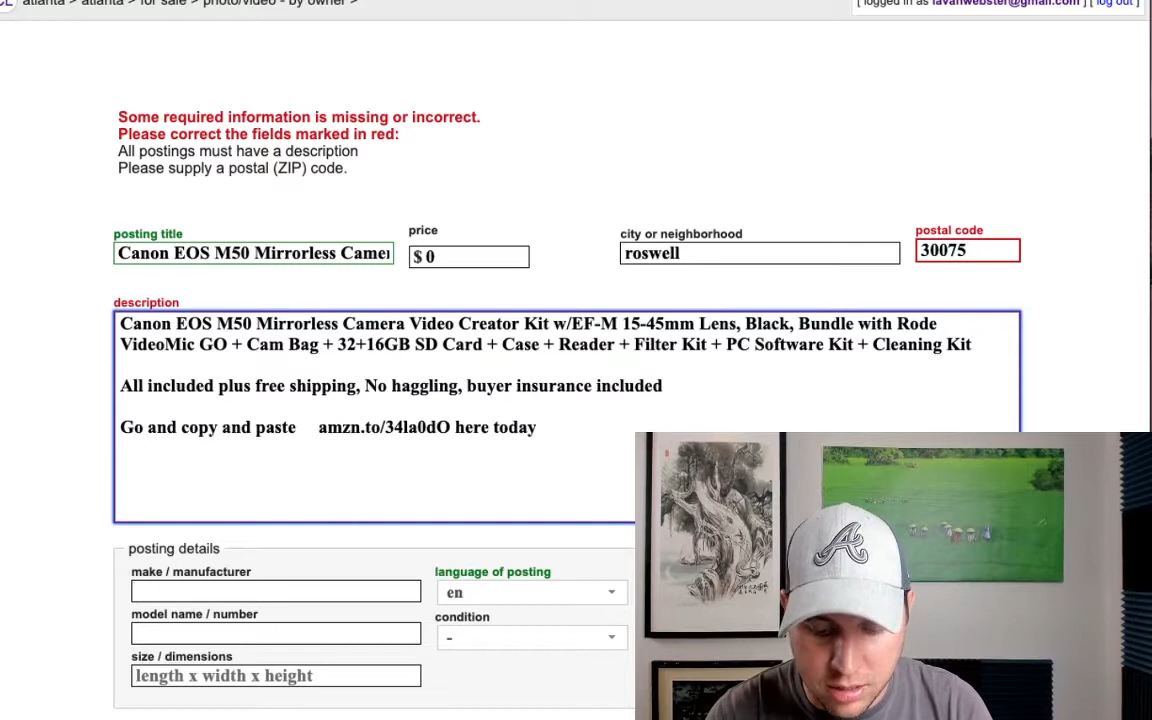 atlanta > atlanta > for sale > photo/video - by owner >
[ logged in as lavanwebster@gmail.com ] [ log out ]
Some required information is missing or incorrect.
Please correct the fields marked in red:
All postings must have a description
Please supply a postal (ZIP) code.
posting title
price
city or neighborhood
postal code
Canon EOS M50 Mirrorless Camer
$ 0
roswell
30075
description
Canon EOS M50 Mirrorless Camera Video Creator Kit w/EF-M 15-45mm Lens, Black, Bundle with Rode
VideoMic GO + Cam Bag + 32+16GB SD Card + Case + Reader + Filter Kit + PC Software Kit + Cleaning Kit
All included plus free shipping, No haggling, buyer insurance included
Go and copy and paste amzn.to/34la0dO here today
posting details
make / manufacturer
language of posting
en
model name / number
condition
-
size / dimensions
length x width x height
A